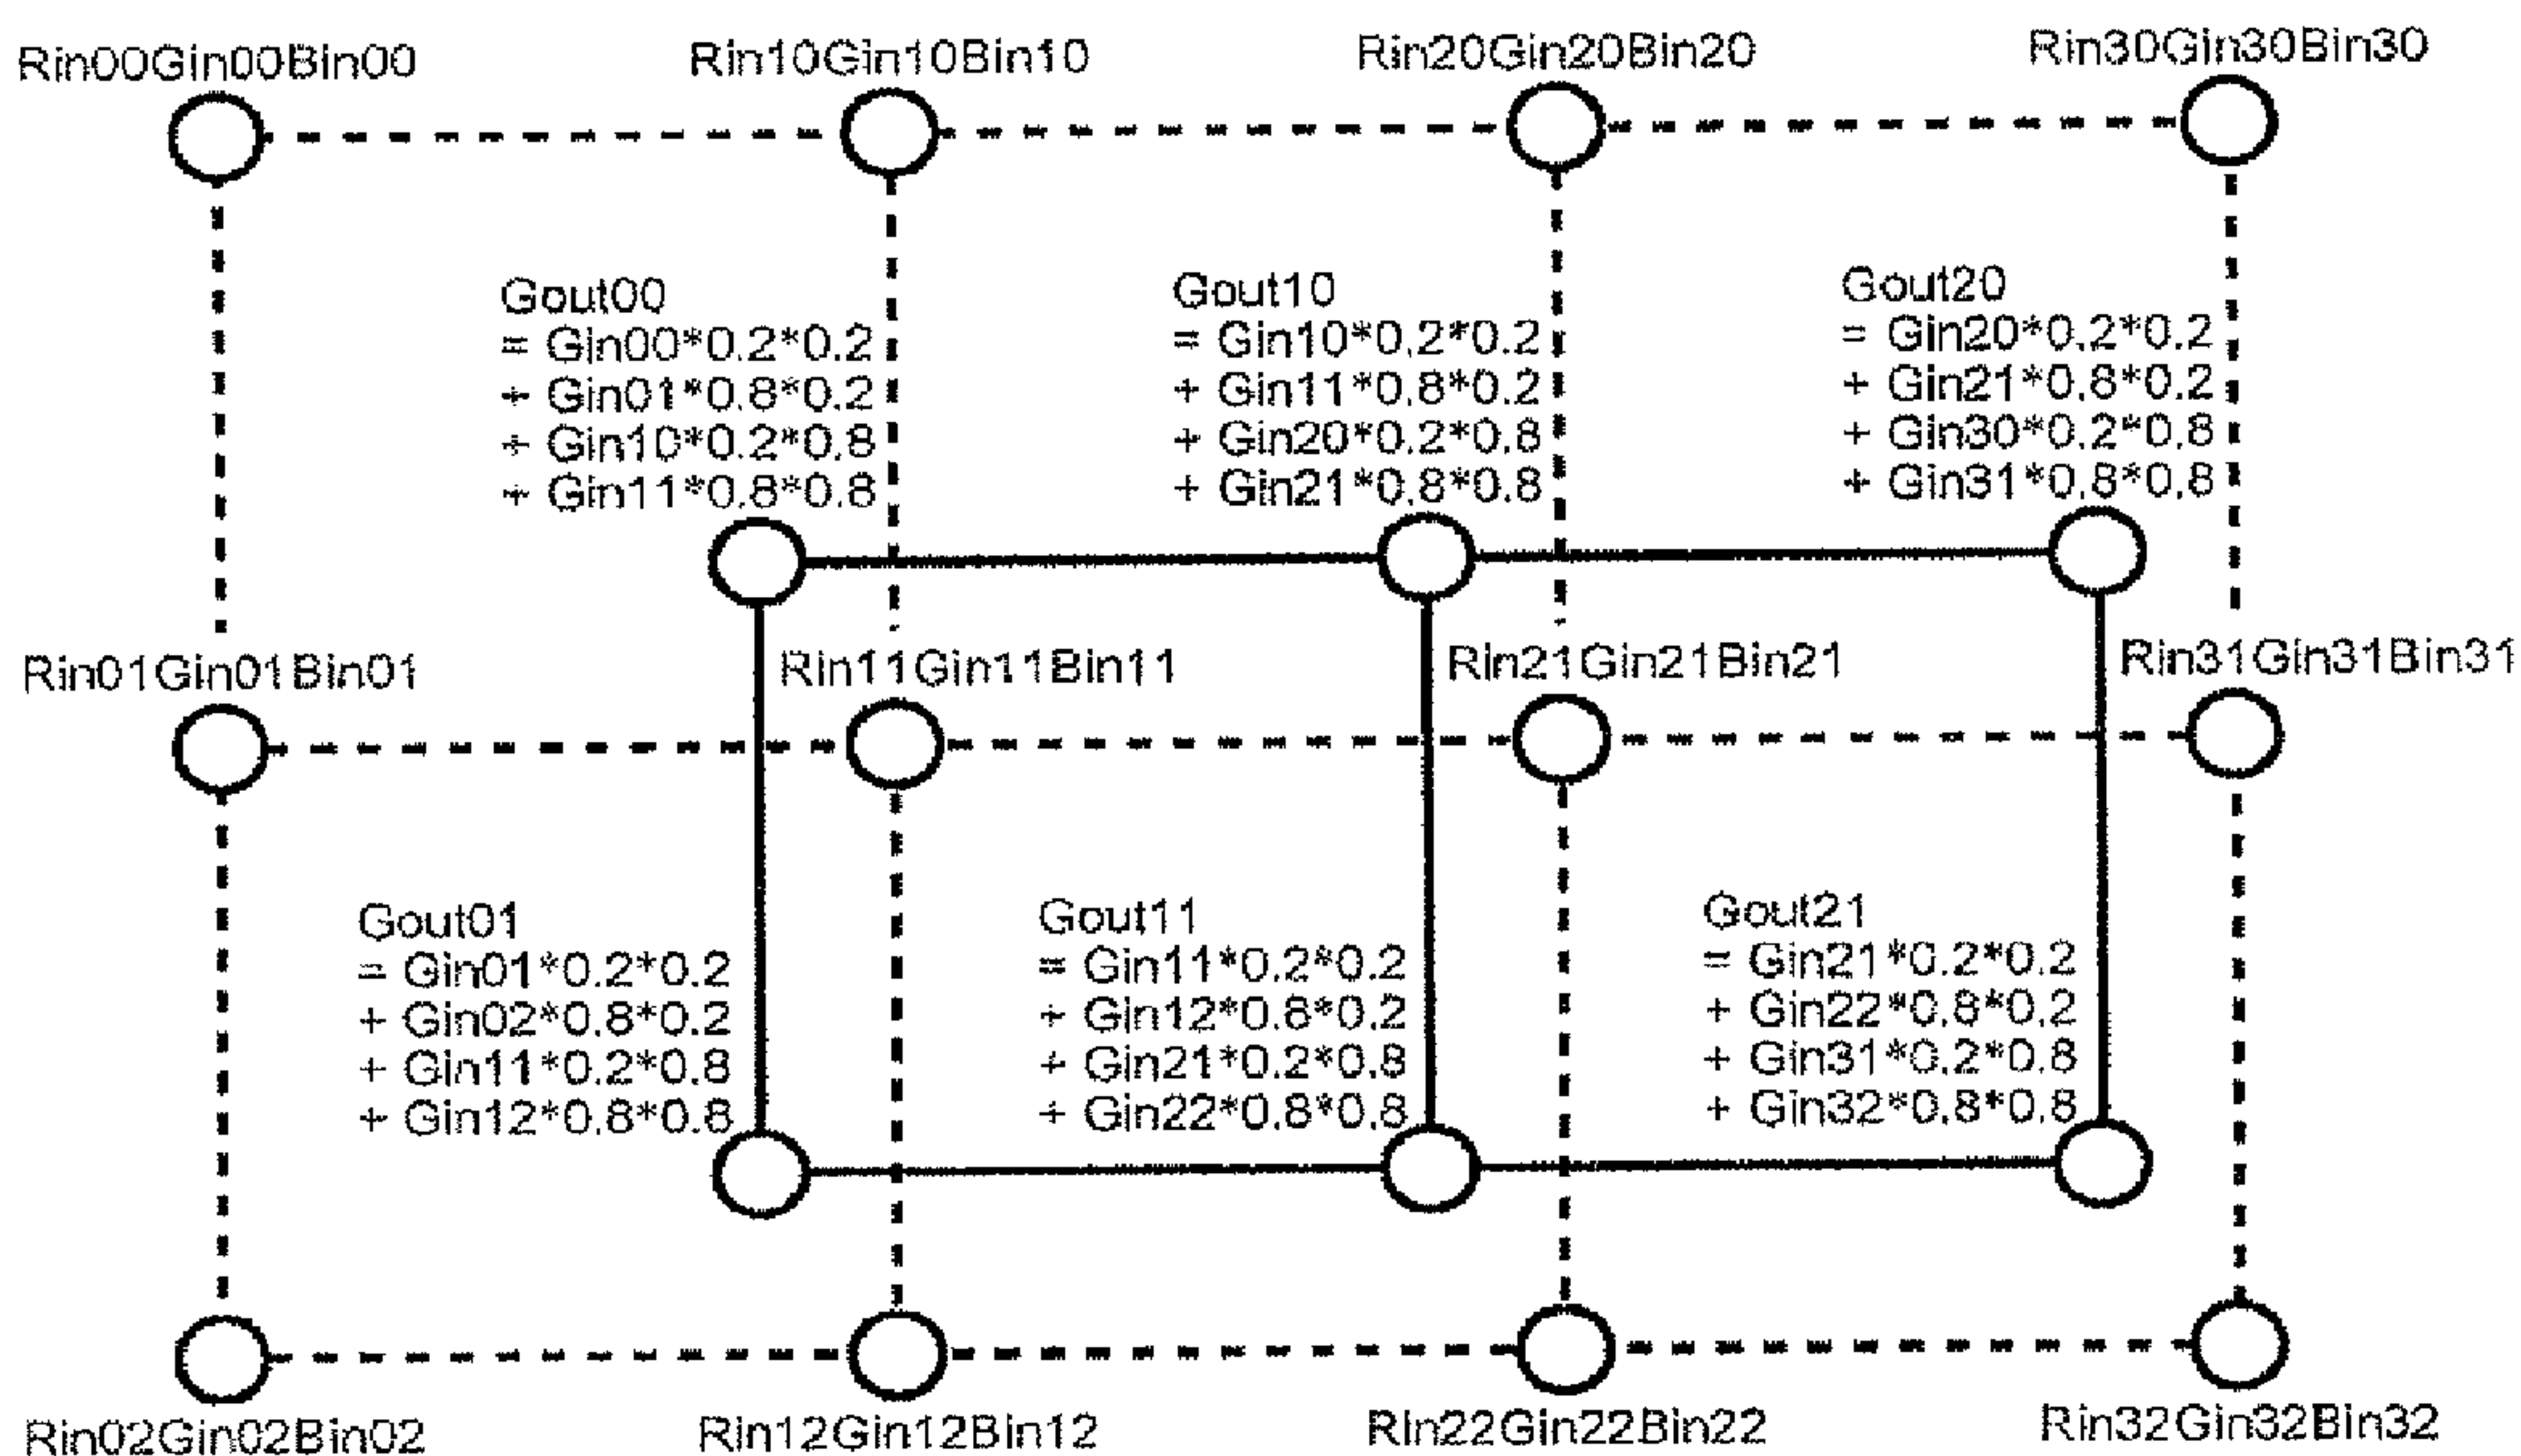 Rin00Gin00Bin00
Rin10Gin10Bin10
Rin20Gin20Bin20
Rin30Gin30Bin30
Gout00
= Gin00*0.2*0.2
+ Gin01*0.8*0.2
+ Gin10*0.2*0.8
+ Gin11*0.8*0.8
Gout10
= Gin10*0.2*0.2
+ Gin11*0.8*0.2
+ Gin20*0.2*0.8
+ Gin21*0.8*0.8
Gout20
= Gin20*0.2*0.2
+ Gin21*0.8*0.2
+ Gin30*0.2*0.8
+ Gin31*0.8*0.8
Rin01Gin01Bin01
Rin11Gin11Bin11
Rin21Gin21Bin21
Rin31Gin31Bin31
Gout01
= Gin01*0.2*0.2
+ Gin02*0.8*0.2
+ Gin11*0.2*0.8
+ Gin12*0.8*0.8
Gout11
= Gin11*0.2*0.2
+ Gin12*0.8*0.2
+ Gin21*0.2*0.8
+ Gin22*0.8*0.8
Gout21
= Gin21*0.2*0.2
+ Gin22*0.8*0.2
+ Gin31*0.2*0.8
+ Gin32*0.8*0.8
Rin02Gin02Bin02
Rin12Gin12Bin12
Rin22Gin22Bin22
Rin32Gin32Bin32